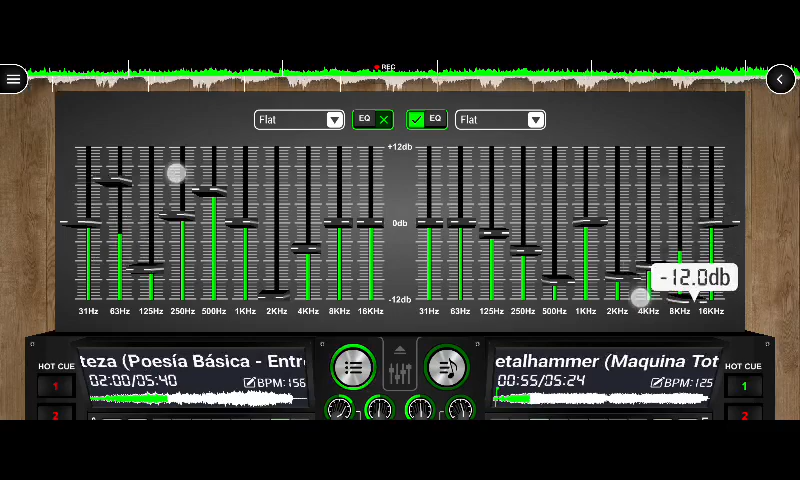 REC
Flat EQ EQ Flat
+12db
0db
-12db
31Hz 63Hz 125Hz 250Hz 500Hz 1KHz 2KHz 4KHz 8KHz 16KHz
31Hz 63Hz 125Hz 250Hz 500Hz 1KHz 2KHz 4KHz 8KHz 16KHz
-12.0db
HOT CUE
1
2
teza (Poesía Básica - Entr
02:00/05:40 BPM:156
etalhammer (Maquina Tot
00:55/05:24 BPM:125
HOT CUE
1
2